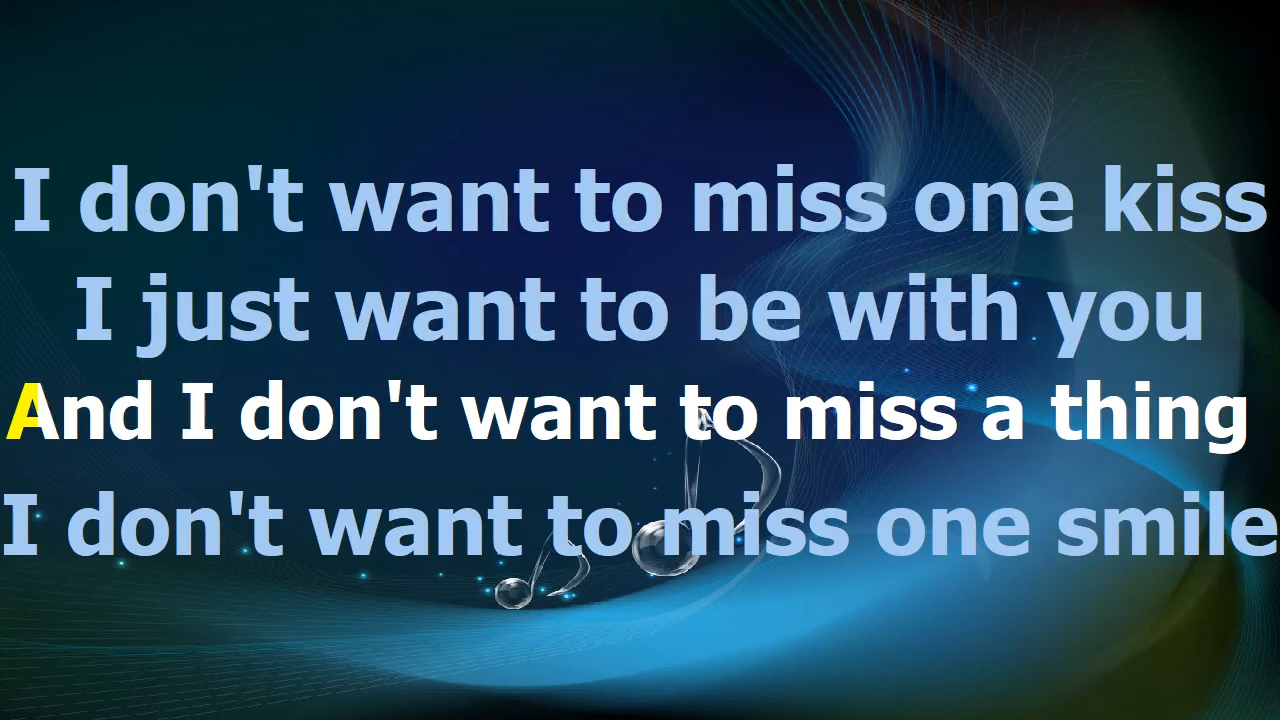 I don't want to miss one kiss
I just want to be with you
And I don't want to miss a thing
I don't want to miss one smile